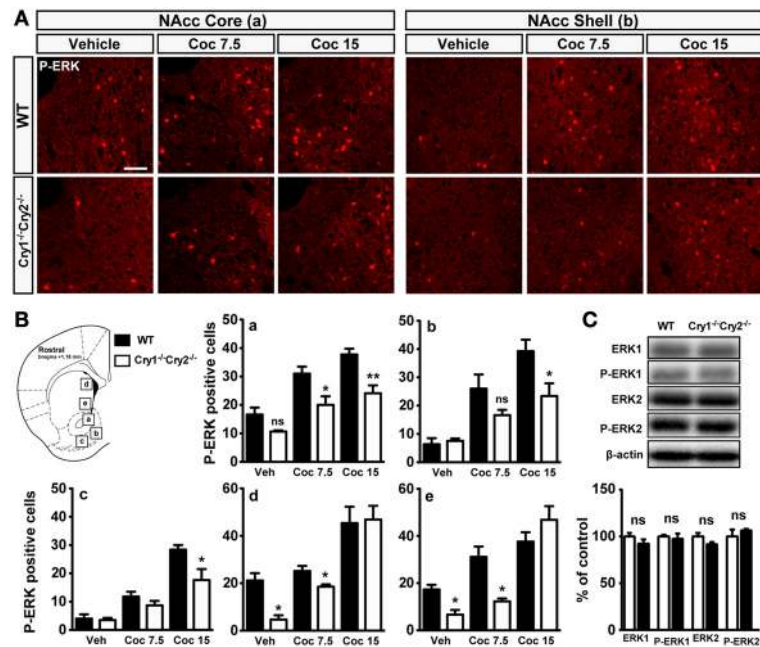 A
NAcc Core (a)
NAcc Shell (b)
Vehicle
Coc 7.5
Coc 15
Vehicle
Coc 7.5
Coc 15
P-ERK
WT
Cry1⁻/⁻Cry2⁻/⁻
B
Rostral
bregma +1.18 mm
d
e
a
b
c
WT
Cry1⁻/⁻Cry2⁻/⁻
a
P-ERK positive cells
40
30
20
10
0
ns
*
**
Veh
Coc 7.5
Coc 15
b
40
30
20
10
0
ns
*
Veh
Coc 7.5
Coc 15
C
WT
Cry1⁻/⁻Cry2⁻/⁻
ERK1
P-ERK1
ERK2
P-ERK2
β-actin
c
P-ERK positive cells
40
30
20
10
0
*
Veh
Coc 7.5
Coc 15
d
60
40
20
0
*
*
Veh
Coc 7.5
Coc 15
e
60
40
20
0
*
*
Veh
Coc 7.5
Coc 15
% of control
150
100
50
0
ns
ns
ns
ns
ERK1
P-ERK1
ERK2
P-ERK2